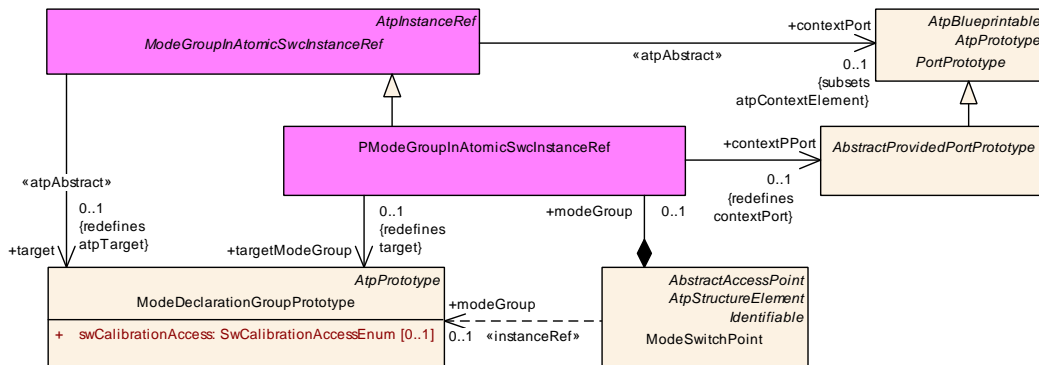 AtpInstanceRef
ModeGroupInAtomicSwcInstanceRef
+contextPort
«atpAbstract»
0..1
{subsets
atpContextElement}
AtpBlueprintable
AtpPrototype
PortPrototype
PModeGroupInAtomicSwcInstanceRef
+contextPPort
0..1
{redefines
contextPort}
AbstractProvidedPortPrototype
«atpAbstract»
0..1
{redefines
atpTarget}
+target
0..1
{redefines
target}
+targetModeGroup
+modeGroup
0..1
AtpPrototype
ModeDeclarationGroupPrototype
+ swCalibrationAccess: SwCalibrationAccessEnum [0..1]
+modeGroup
0..1
«instanceRef»
AbstractAccessPoint
AtpStructureElement
Identifiable
ModeSwitchPoint